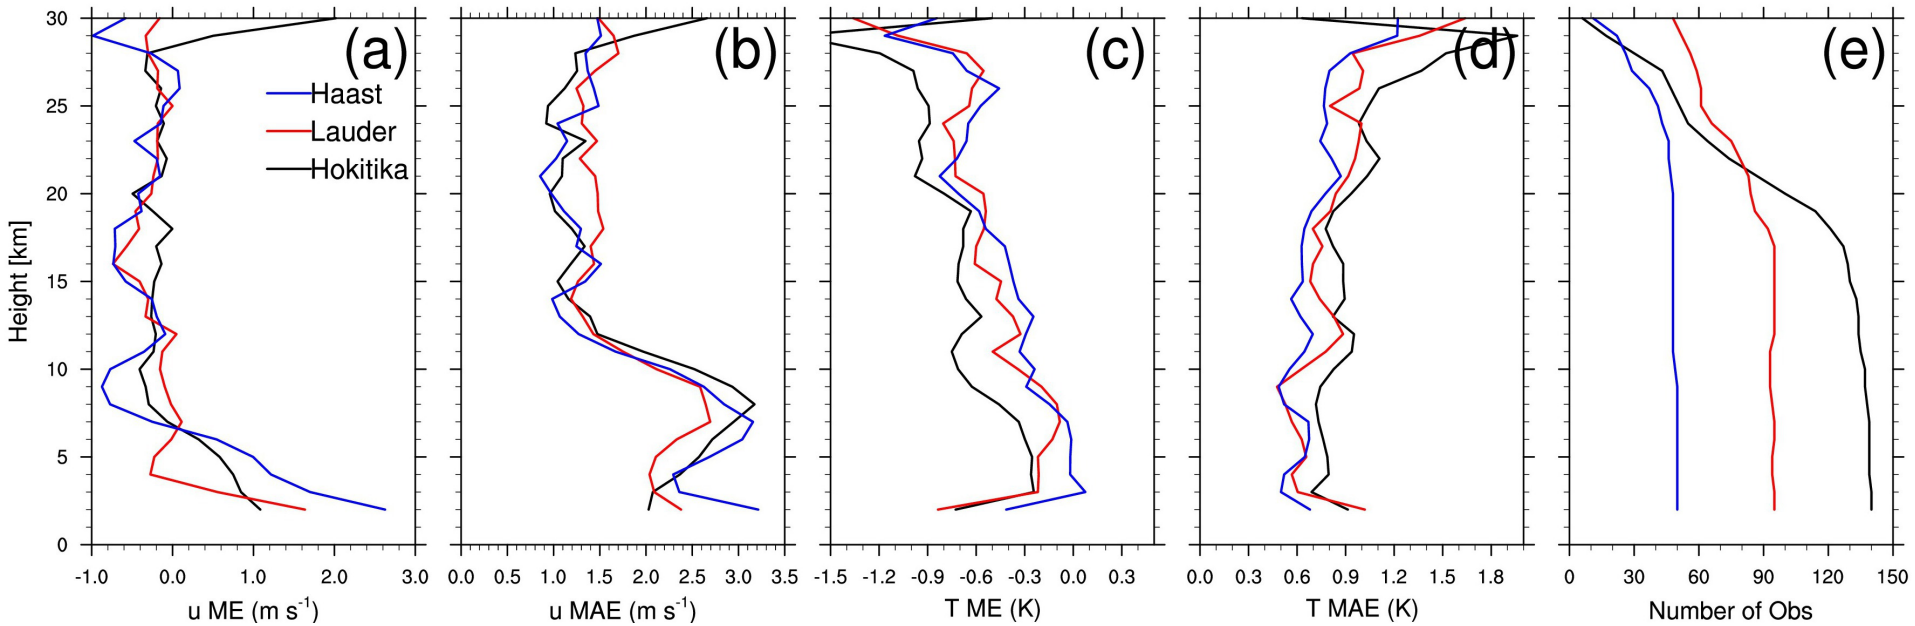 30 25 20 15 10 5 0
Height [km]
(a) (b) (c) (d) (e)
Haast
Lauder
Hokitika
-1.0 0.0 1.0 2.0 3.0 0.0 0.5 1.0 1.5 2.0 2.5 3.0 3.5 -1.5 -1.2 -0.9 -0.6 -0.3 0.0 0.3 0.0 0.3 0.6 0.9 1.2 1.5 1.8 0 30 60 90 120 150
u ME (m s⁻¹) u MAE (m s⁻¹) T ME (K) T MAE (K) Number of Obs